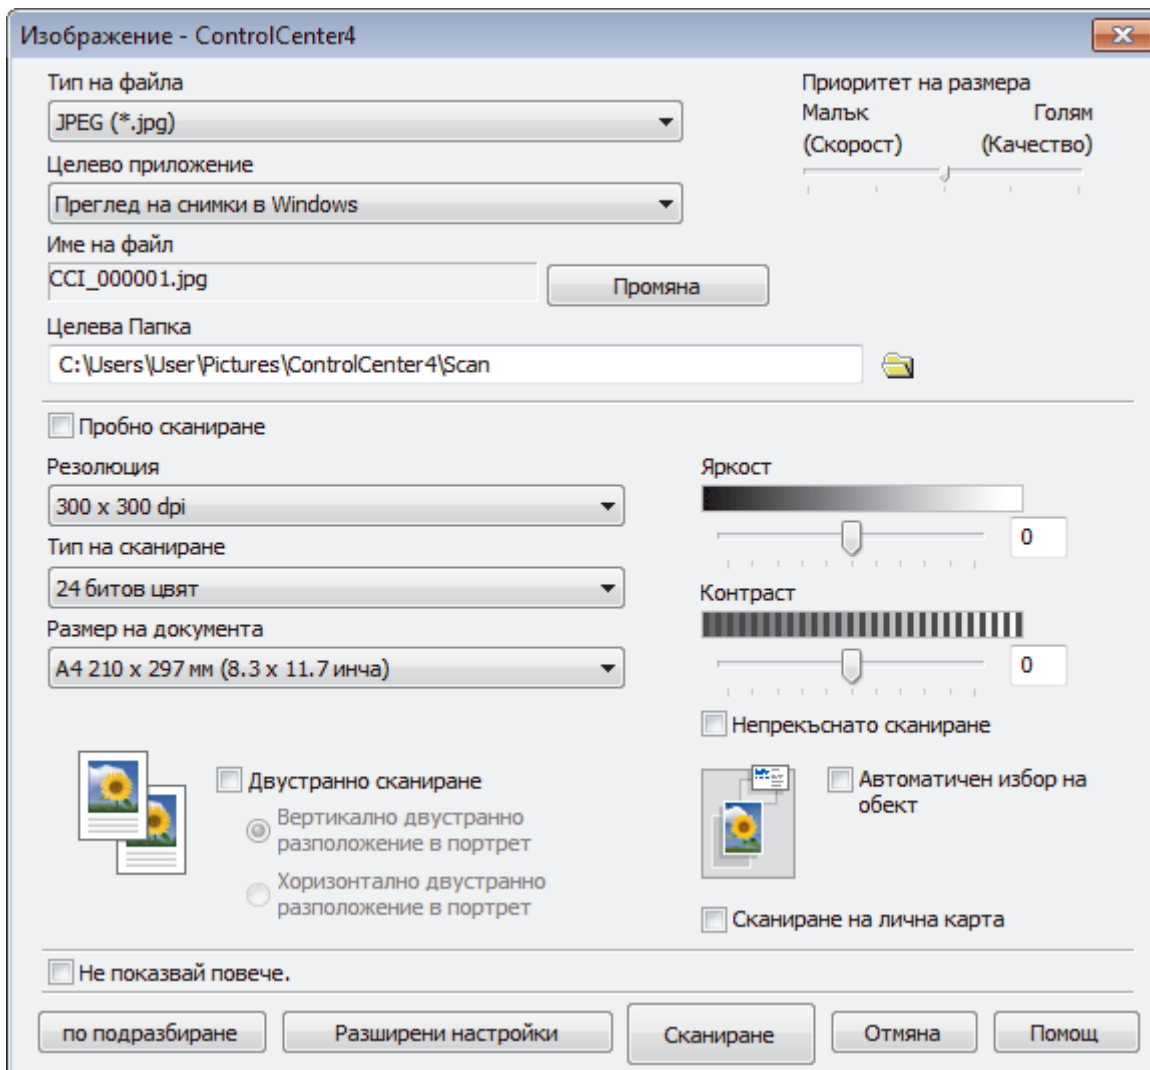 Изображение - ControlCenter4
Тип на файла
JPEG (*.jpg)
Целево приложение
Преглед на снимки в Windows
Име на файл
CCI_000001.jpg
Промяна
Целева Папка
C:\Users\User\Pictures\ControlCenter4\Scan
Приоритет на размера
Малък Голям
(Скорост) (Качество)
Пробно сканиране
Резолюция
300 x 300 dpi
Тип на сканиране
24 битов цвят
Размер на документа
A4 210 x 297 мм (8.3 x 11.7 инча)
Яркост
0
Контраст
0
Непрекъснато сканиране
Двустранно сканиране
Вертикално двустранно
разположение в портрет
Хоризонтално двустранно
разположение в портрет
Автоматичен избор на
обект
Сканиране на лична карта
Не показвай повече.
по подразбиране
Разширени настройки
Сканиране
Отмяна
Помощ